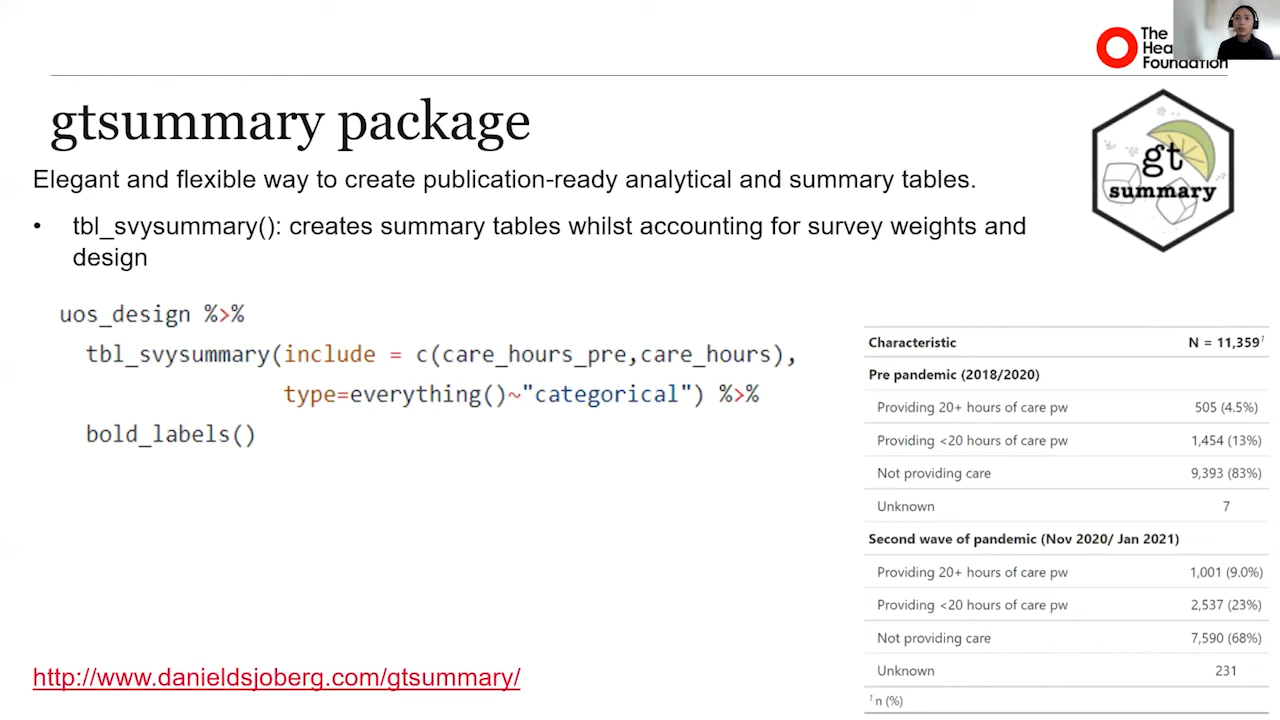 The
Hea
Foundation
gtsummary package
gt
summary
Elegant and flexible way to create publication-ready analytical and summary tables.
• tbl_svysummary(): creates summary tables whilst accounting for survey weights and
design
uos_design %>%
tbl_svysummary(include = c(care_hours_pre,care_hours),
type=everything()~"categorical") %>%
bold_labels()
Characteristic N = 11,359¹
Pre pandemic (2018/2020)
Providing 20+ hours of care pw 505 (4.5%)
Providing <20 hours of care pw 1,454 (13%)
Not providing care 9,393 (83%)
Unknown 7
Second wave of pandemic (Nov 2020/ Jan 2021)
Providing 20+ hours of care pw 1,001 (9.0%)
Providing <20 hours of care pw 2,537 (23%)
Not providing care 7,590 (68%)
Unknown 231
¹ n (%)
http://www.danieldsjoberg.com/gtsummary/